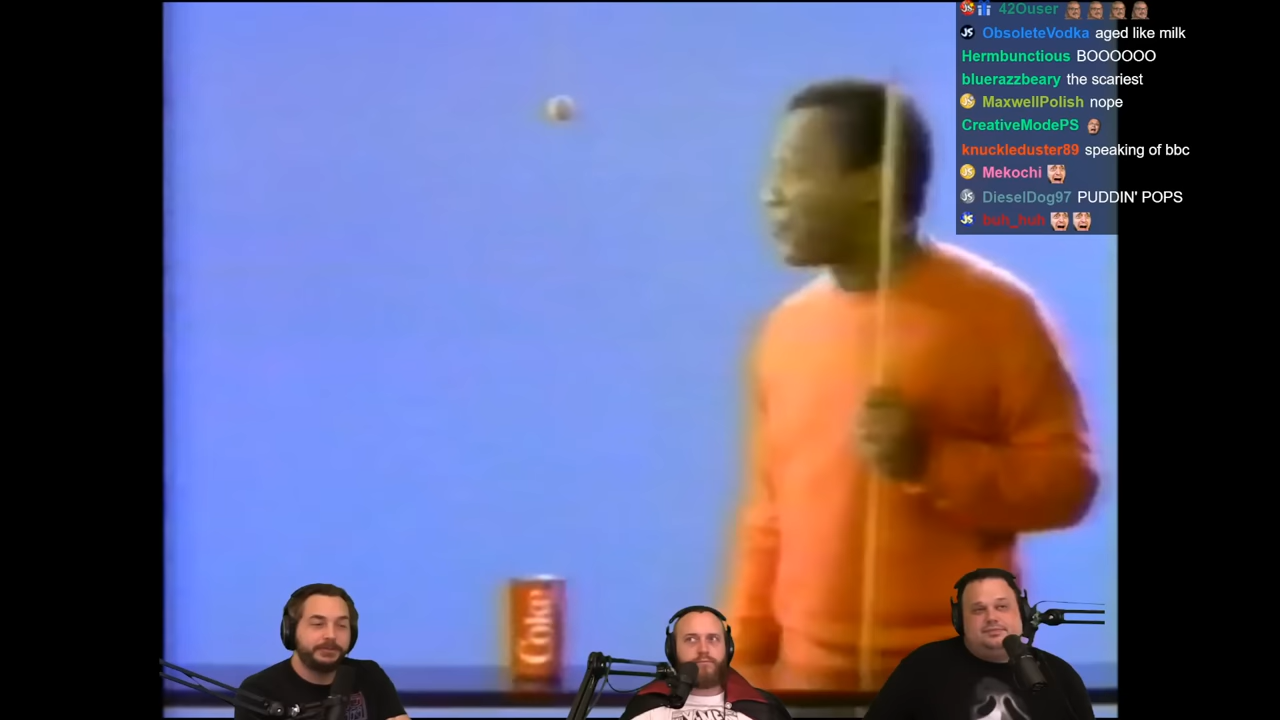 42Ouser
ObsoleteVodka aged like milk
Hermbunctious BOOOOOO
bluerazzbeary the scariest
MaxwellPolish nope
CreativeModePS
knuckleduster89 speaking of bbc
Mekochi
DieselDog97 PUDDIN' POPS
buh_huh
Coke